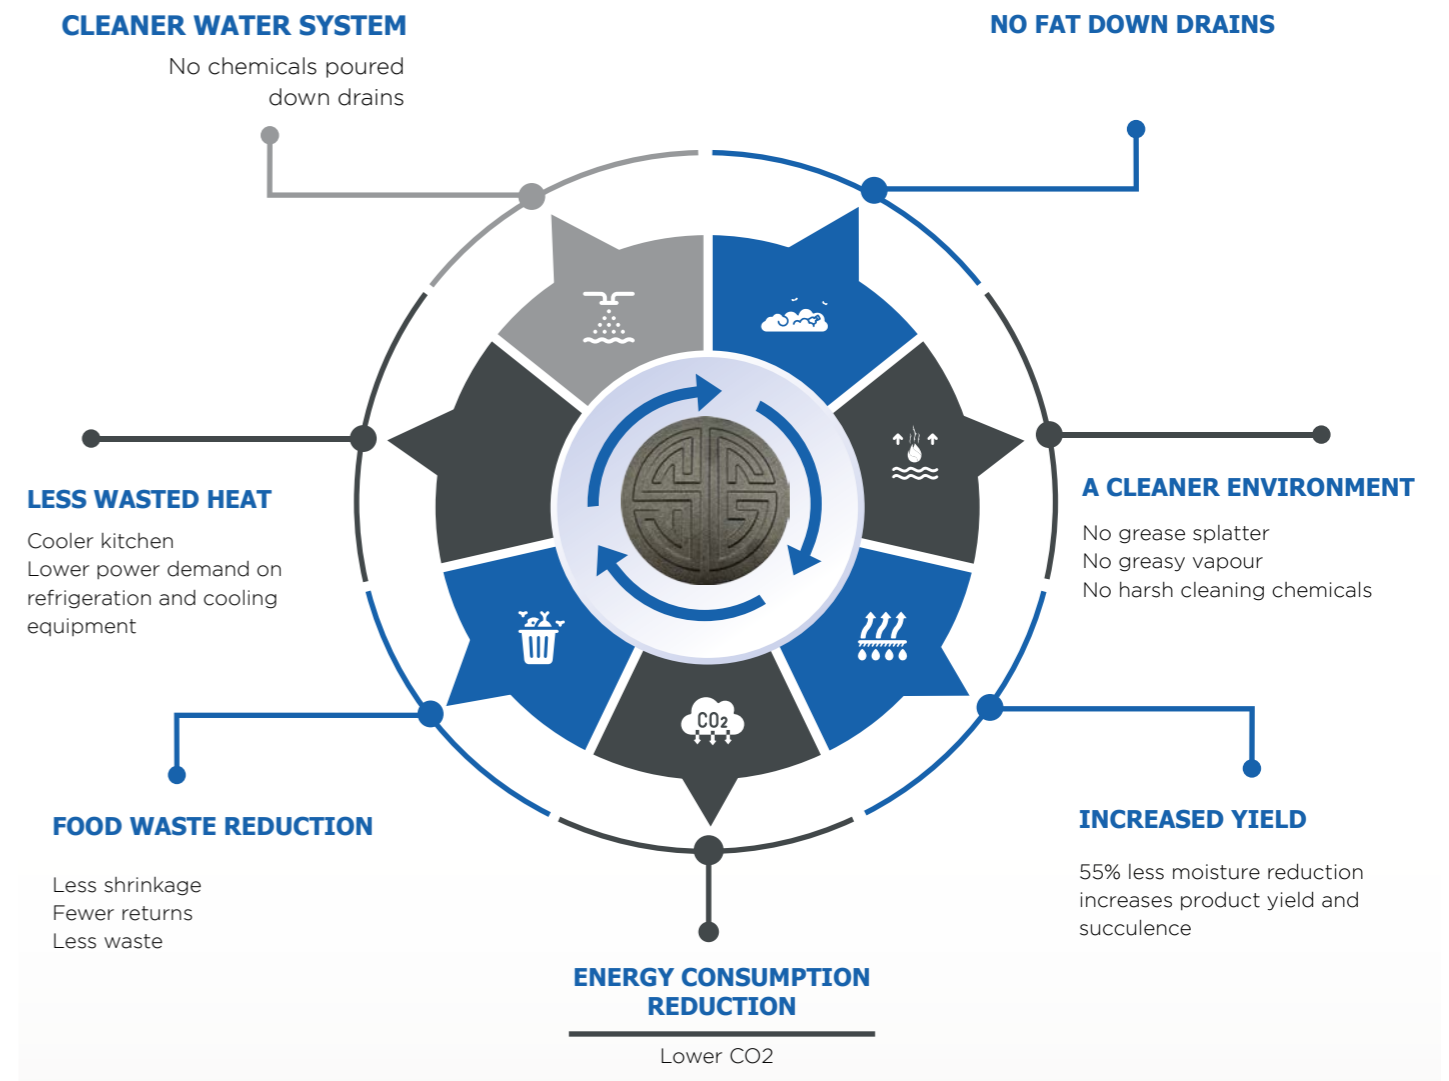 CLEANER WATER SYSTEM
No chemicals poured
down drains
NO FAT DOWN DRAINS
LESS WASTED HEAT
Cooler kitchen
Lower power demand on
refrigeration and cooling
equipment
A CLEANER ENVIRONMENT
No grease splatter
No greasy vapour
No harsh cleaning chemicals
CO2
FOOD WASTE REDUCTION
Less shrinkage
Fewer returns
Less waste
INCREASED YIELD
55% less moisture reduction
increases product yield and
succulence
ENERGY CONSUMPTION
REDUCTION
Lower CO2